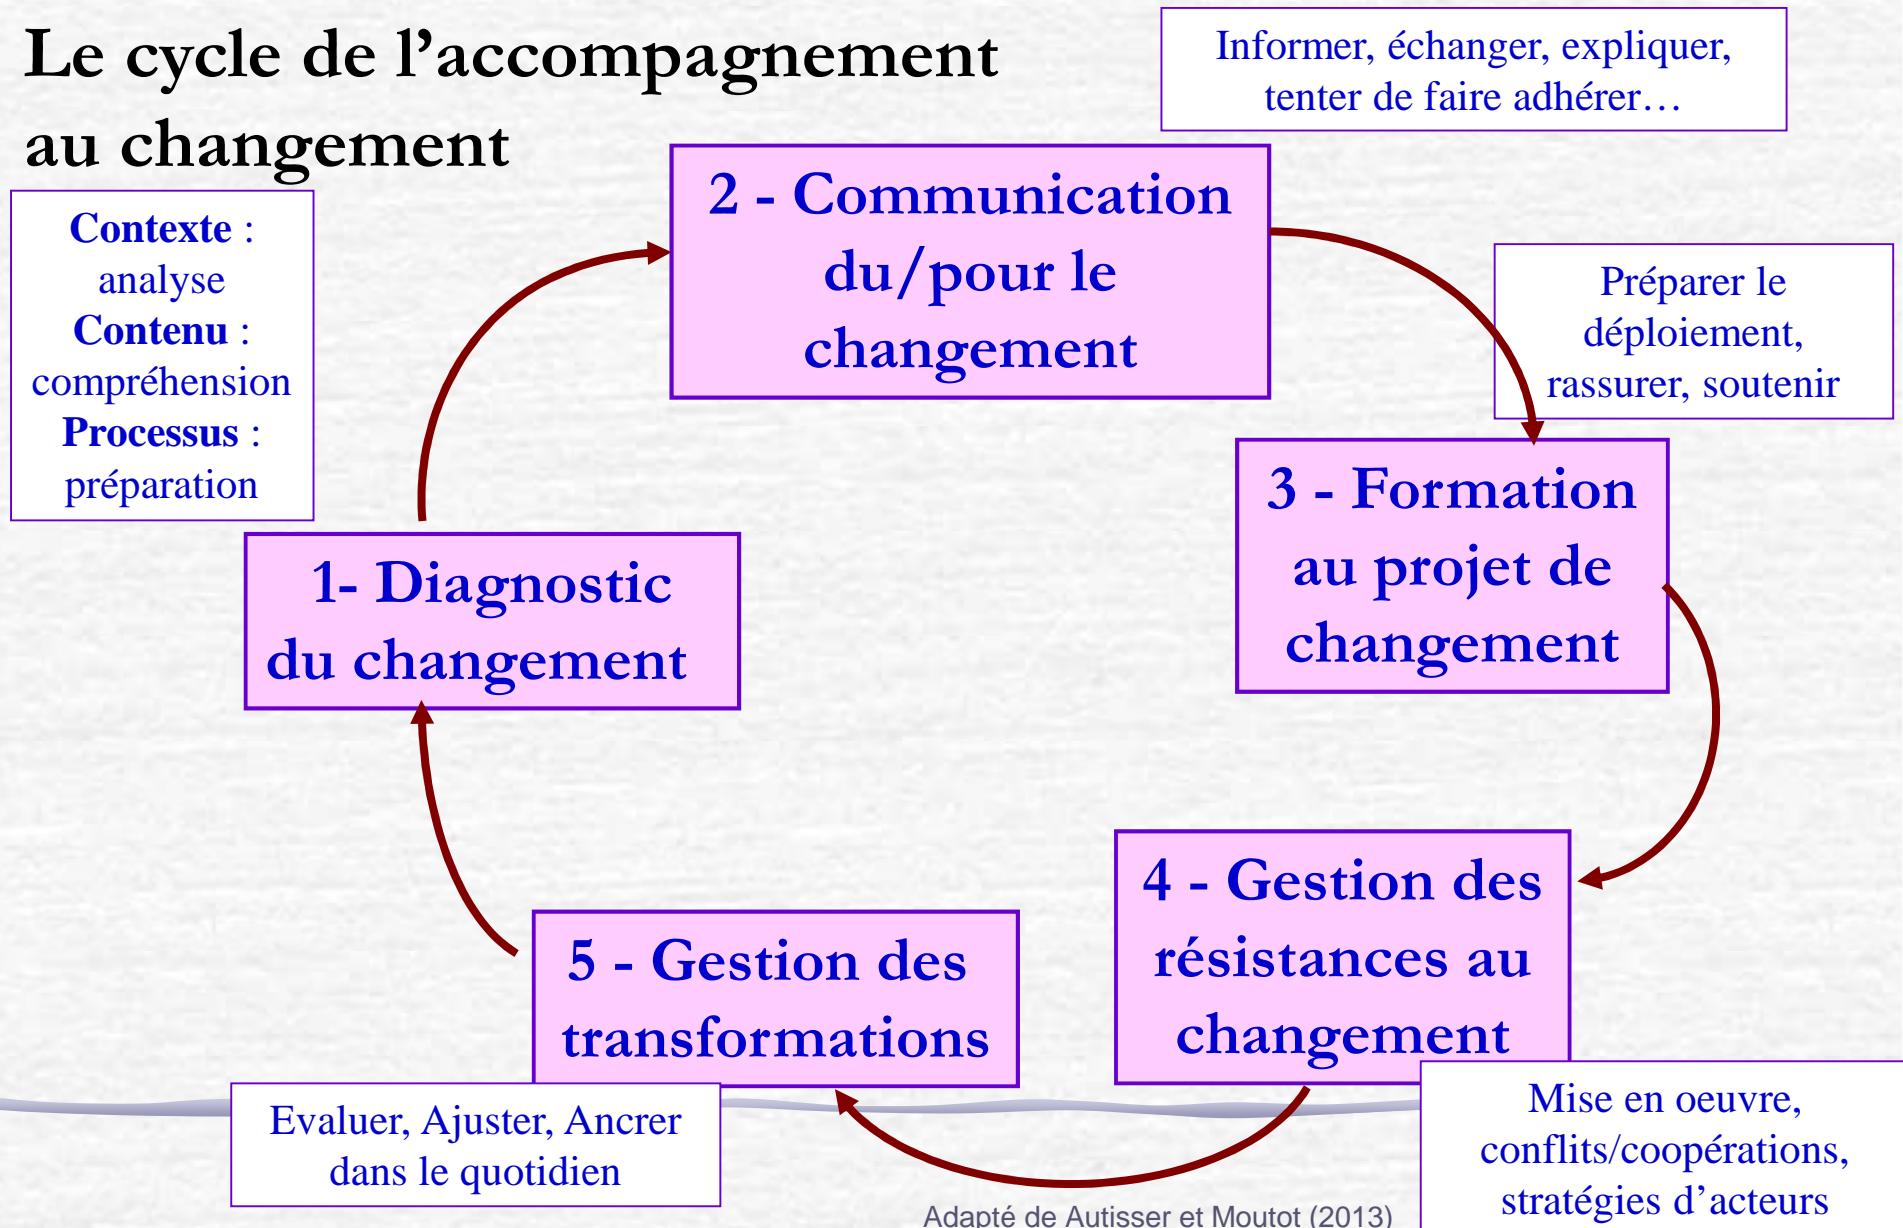 Le cycle de l’accompagnement
au changement
Informer, échanger, expliquer,
tenter de faire adhérer…
Contexte :
analyse
Contenu :
compréhension
Processus :
préparation
2 - Communication
du/pour le
changement
Préparer le
déploiement,
rassurer, soutenir
3 - Formation
au projet de
changement
1- Diagnostic
du changement
4 - Gestion des
résistances au
changement
5 - Gestion des
transformations
Evaluer, Ajuster, Ancrer
dans le quotidien
Mise en oeuvre,
conflits/coopérations,
stratégies d’acteurs
Adapté de Autisser et Moutot (2013)